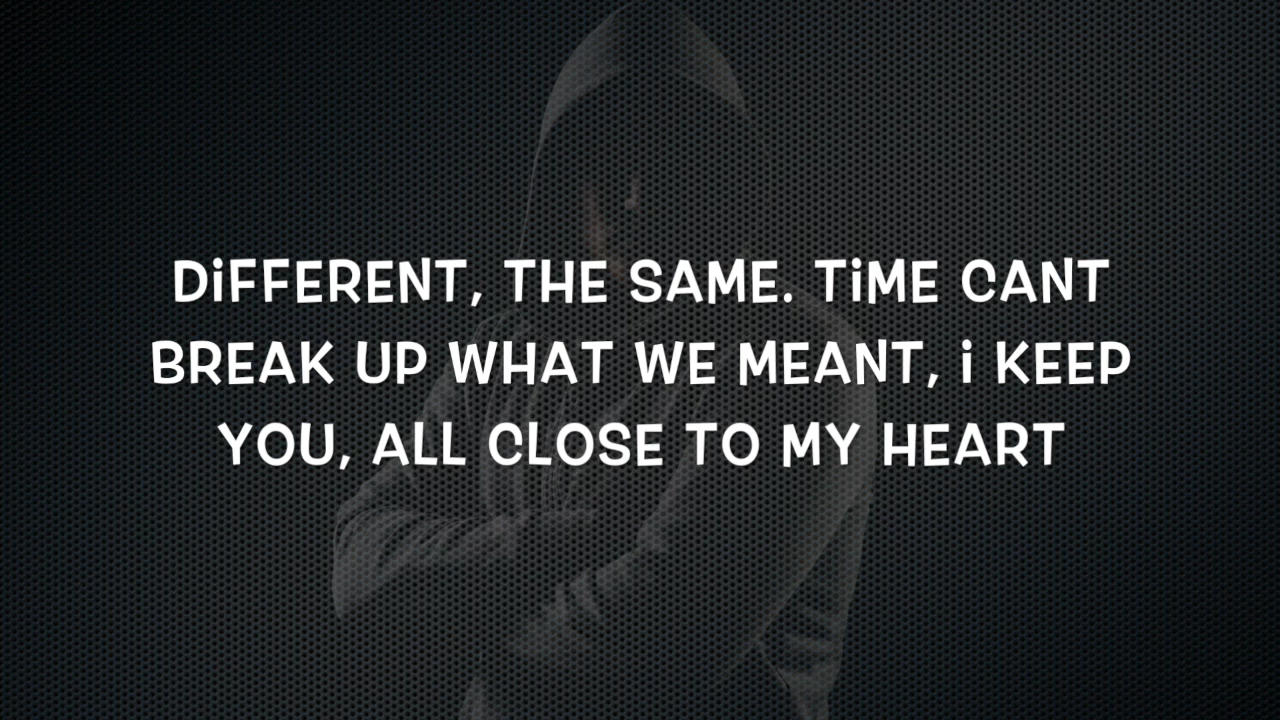 DiFFERENT, THE SAME. TiME CANT
BREAK UP WHAT WE MEANT, i KEEP
YOU, ALL CLOSE TO MY HEART